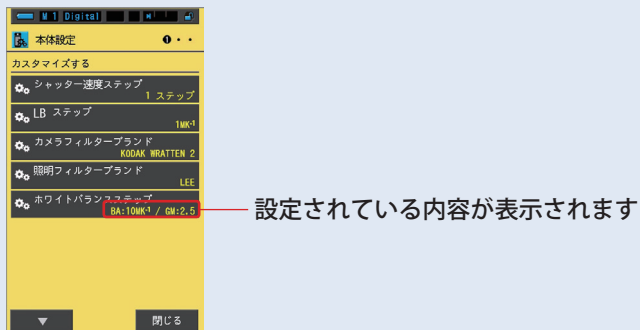 M 1 Digital
本体設定
カスタマイズする
シャッター速度ステップ
1 ステップ
LB ステップ
1MK-1
カメラフィルターブランド
KODAK WRATTEN 2
照明フィルターブランド
LEE
ホワイトバランスステップ
BA:10MK-1 / GM:2.5
設定されている内容が表示されます
▼ 閉じる